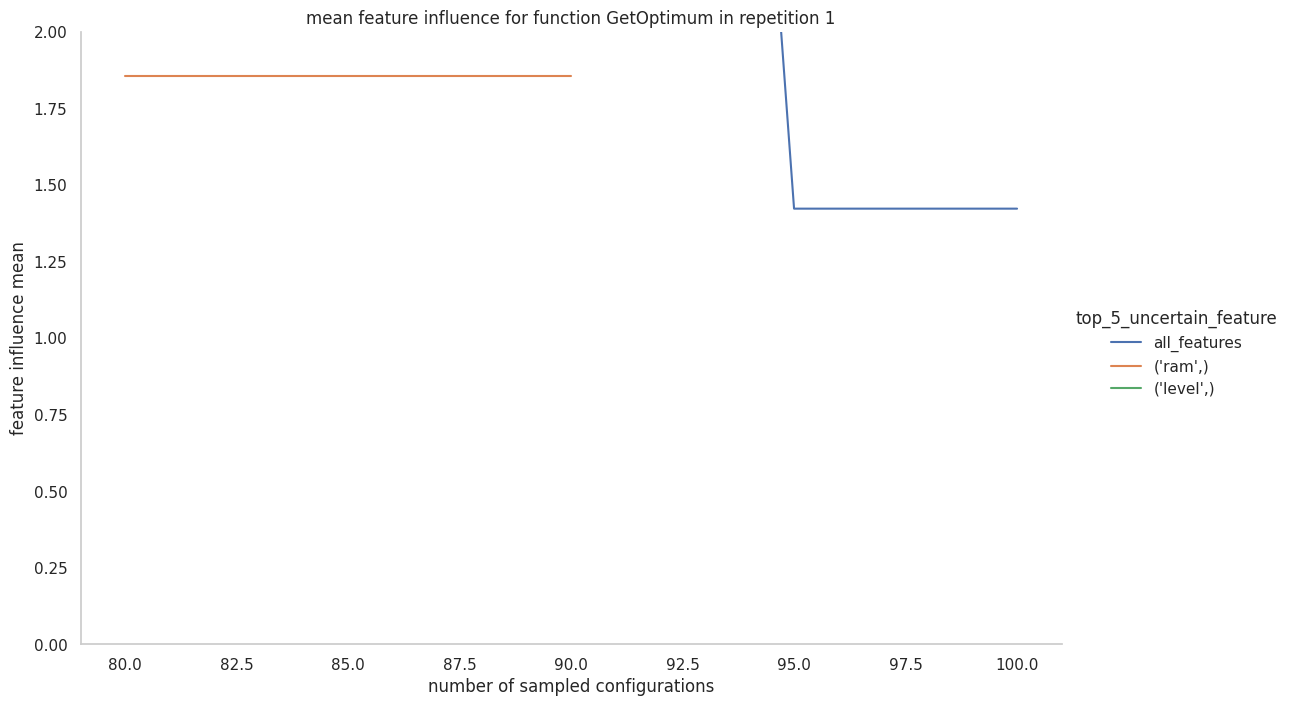 mean feature influence for function GetOptimum in repetition 1
2.00
1.75
1.50
1.25
1.00
0.75
0.50
0.25
0.00
feature influence mean
80.0 82.5 85.0 87.5 90.0 92.5 95.0 97.5 100.0
number of sampled configurations
top_5_uncertain_feature
all_features
('ram',)
('level',)